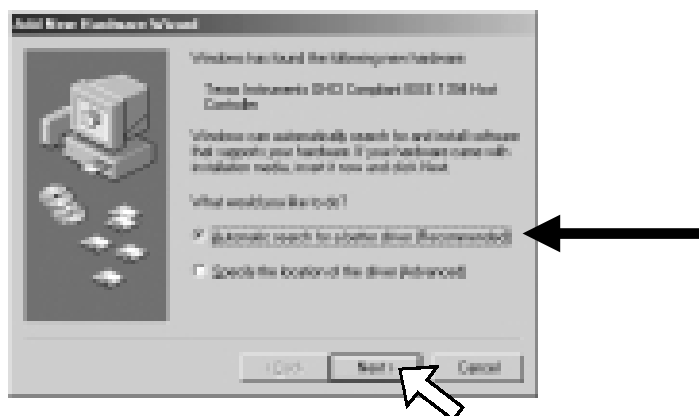 Add New Hardware Wizard
Windows has found the following new hardware:
Texas Instruments OHCI Compliant IEEE 1394 Host
Controller
Windows can automatically search for and install software
that supports your hardware. If your hardware came with
installation media, insert it now and click Next.
What would you like to do?
Automatic search for a better driver (Recommended)
Specify the location of the driver (Advanced)
< Back
Next >
Cancel